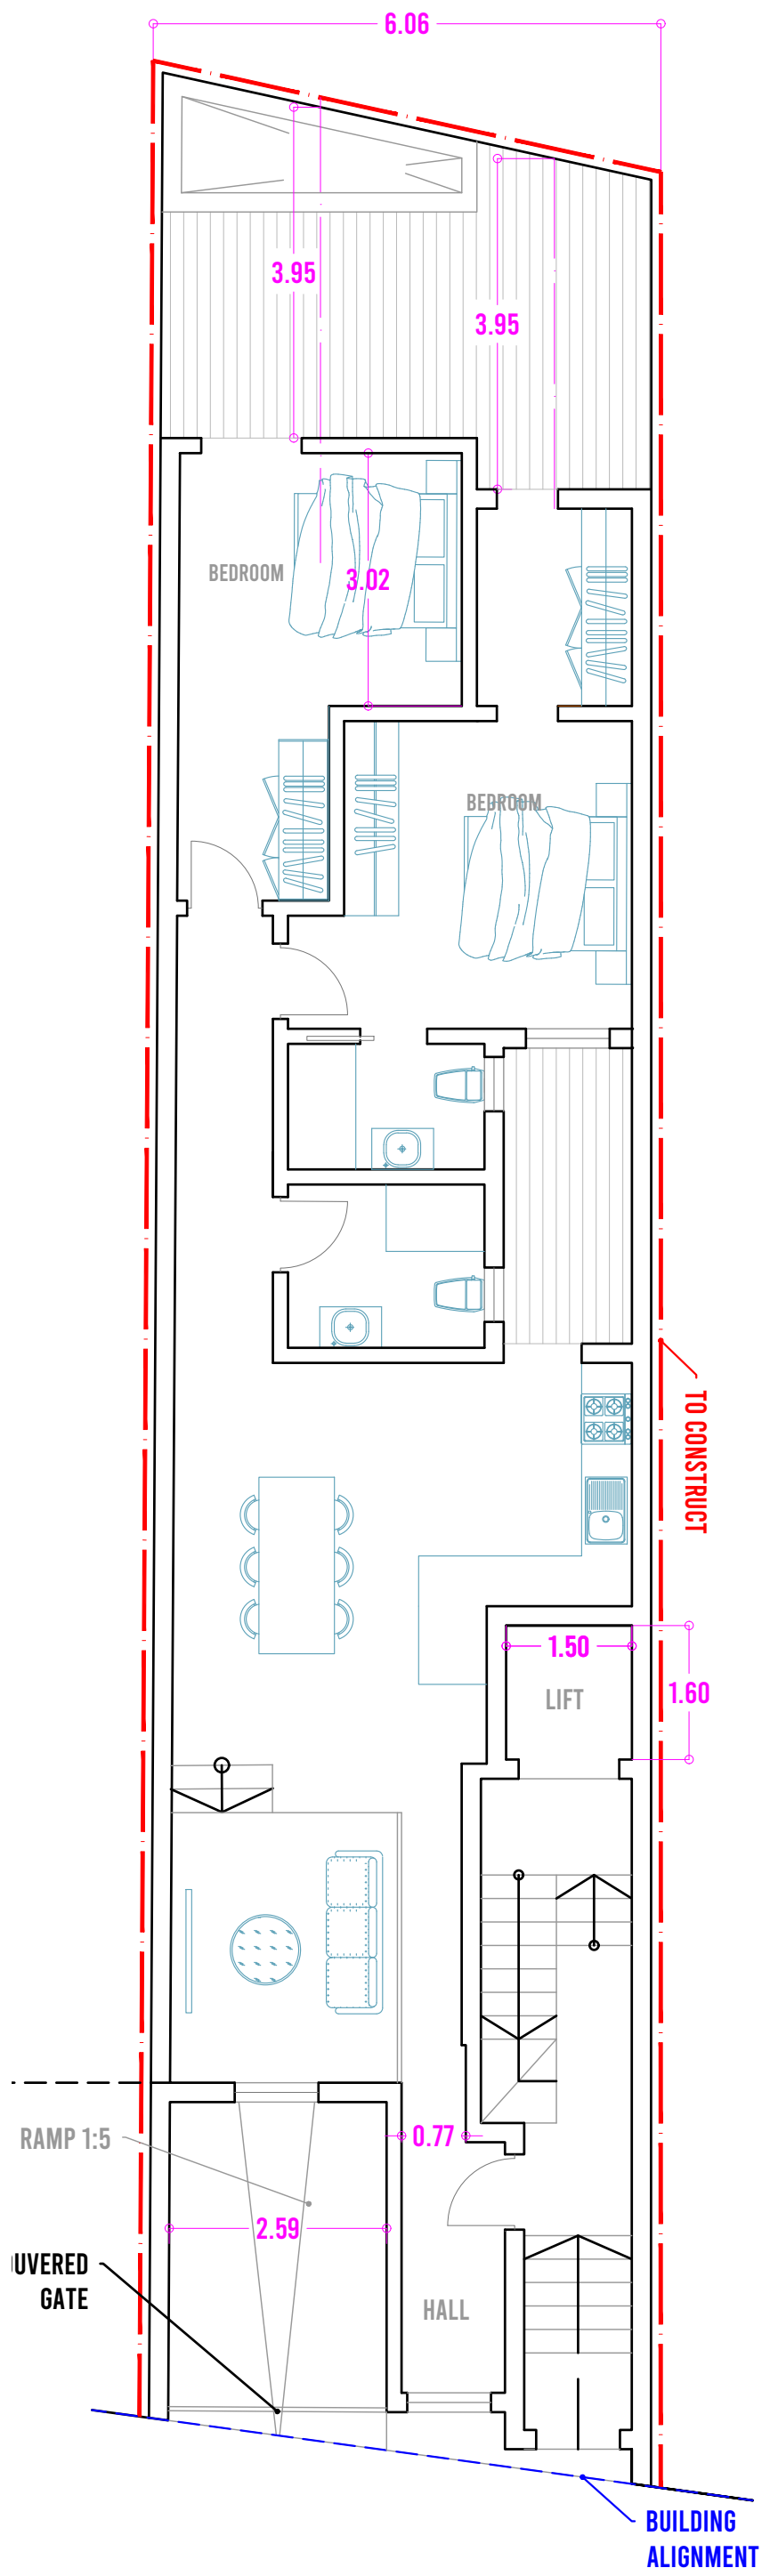 6.06
3.95
3.95
BEDROOM
3.02
BEDROOM
TO CONSTRUCT
1.50
LIFT
1.60
RAMP 1:5
0.77
2.59
UVERED
GATE
HALL
BUILDING
ALIGNMENT